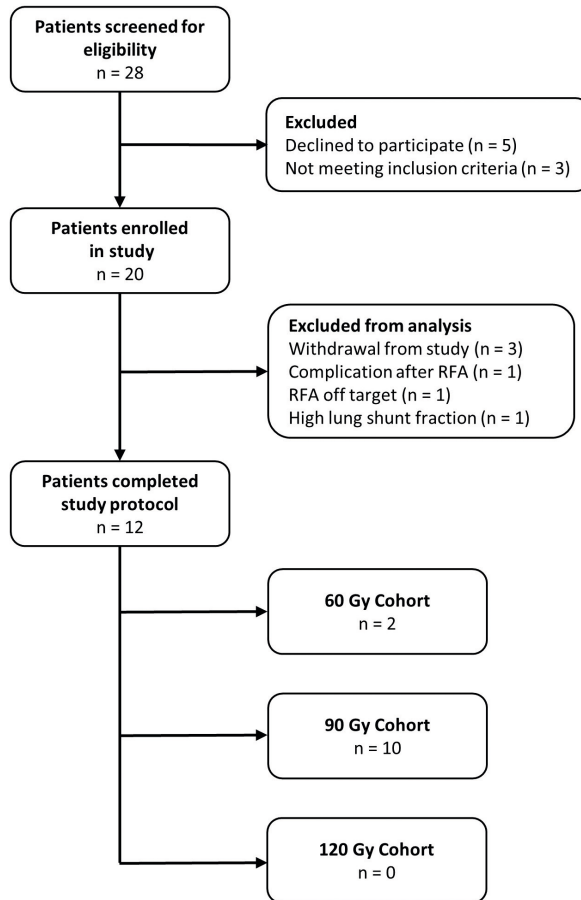 Patients screened for
eligibility
n = 28
Excluded
Declined to participate (n = 5)
Not meeting inclusion criteria (n = 3)
Patients enrolled
in study
n = 20
Excluded from analysis
Withdrawal from study (n = 3)
Complication after RFA (n = 1)
RFA off target (n = 1)
High lung shunt fraction (n = 1)
Patients completed
study protocol
n = 12
60 Gy Cohort
n = 2
90 Gy Cohort
n = 10
120 Gy Cohort
n = 0